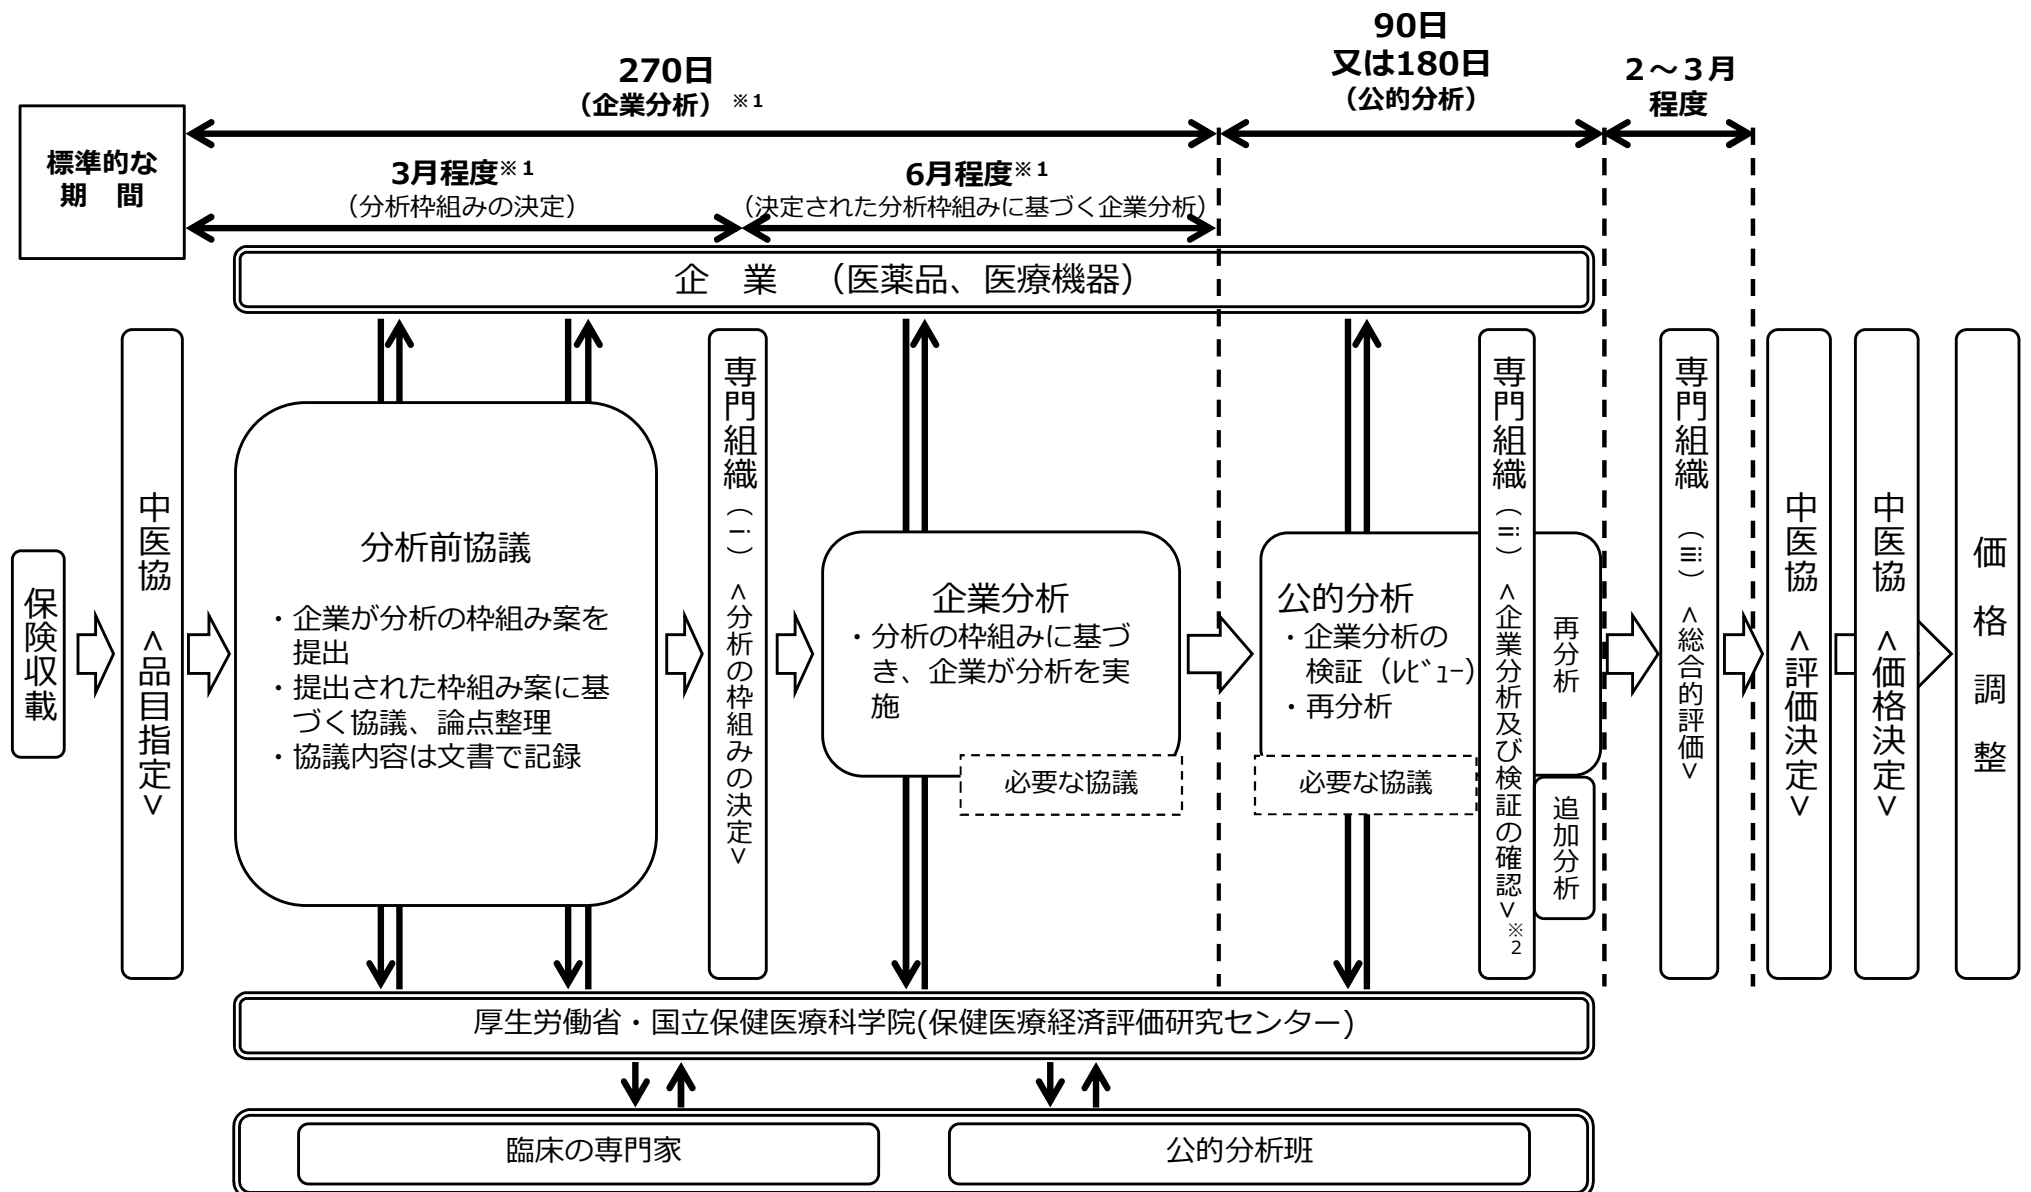 標準的な
期　間
270日
（企業分析）※１
90日
又は180日
（公的分析）
２～３月
程度
3月程度※１
（分析枠組みの決定）
6月程度※１
（決定された分析枠組みに基づく企業分析）
企　業　（医薬品、医療機器）
保険収載
中医協　<品目指定>
分析前協議
・企業が分析の枠組み案を
提出
・提出された枠組み案に基
づく協議、論点整理
・協議内容は文書で記録
専門組織（ⅰ）<分析の枠組みの決定>
企業分析
・分析の枠組みに基づ
き、企業が分析を実
施
必要な協議
公的分析
・企業分析の
検証（ﾚﾋﾞｭｰ）
・再分析
必要な協議
専門組織（ⅱ）<企業分析及び検証の確認>※2
再分析
追加分析
専門組織　（ⅲ）<総合的評価>
中医協　<評価決定>
中医協　<価格決定>
価格調整
厚生労働省・国立保健医療科学院(保健医療経済評価研究センター)
臨床の専門家
公的分析班